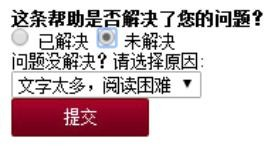 这条帮助是否解决了您的问题？
已解决 未解决
问题没解决？请选择原因：
文字太多，阅读困难
提交